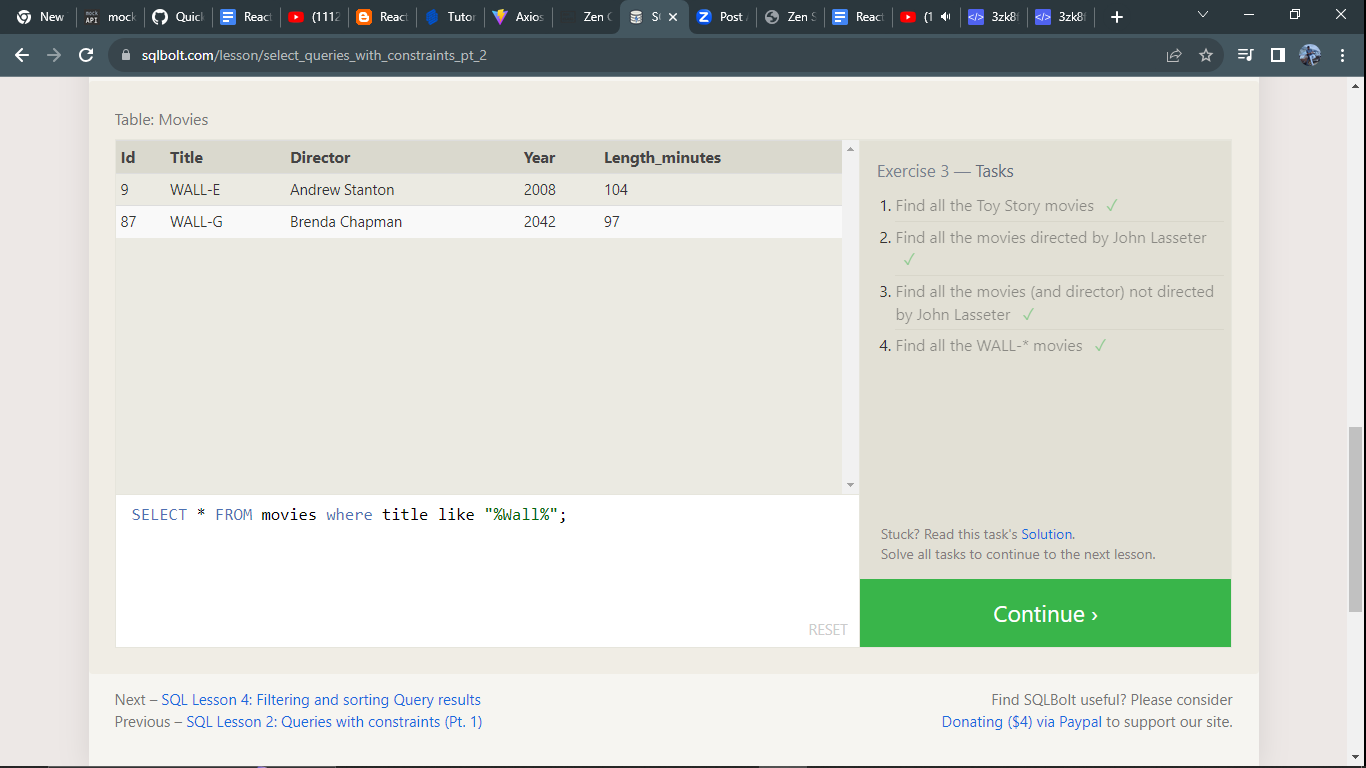 New
mock API
mock
Quick
React
(1112
React
Tutor
Axios
Zen C
SQ
Post
Zen S
React
(1
3zk8f
3zk8f
sqlbolt.com/lesson/select_queries_with_constraints_pt_2
Table: Movies
Id Title Director Year Length_minutes
9 WALL-E Andrew Stanton 2008 104
87 WALL-G Brenda Chapman 2042 97
SELECT * FROM movies where title like "%Wall%";
RESET
Exercise 3 — Tasks
1. Find all the Toy Story movies ✓
2. Find all the movies directed by John Lasseter
✓
3. Find all the movies (and director) not directed
by John Lasseter ✓
4. Find all the WALL-* movies ✓
Stuck? Read this task's Solution.
Solve all tasks to continue to the next lesson.
Continue ›
Next – SQL Lesson 4: Filtering and sorting Query results
Previous – SQL Lesson 2: Queries with constraints (Pt. 1)
Find SQLBolt useful? Please consider
Donating ($4) via Paypal to support our site.